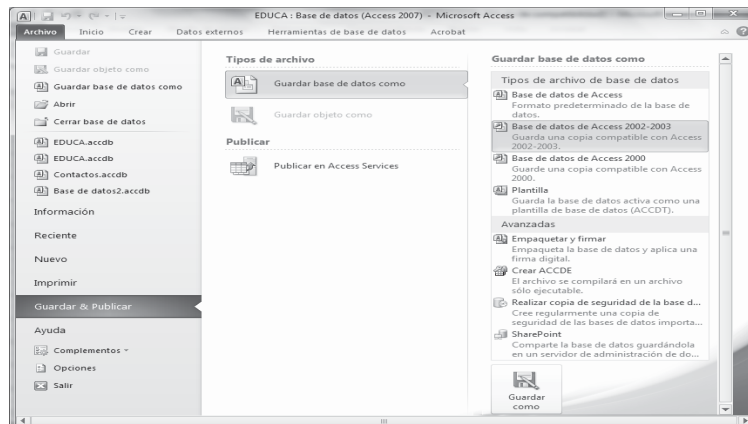 EDUCA : Base de datos (Access 2007) - Microsoft Access
Archivo Inicio Crear Datos externos Herramientas de base de datos Acrobat
Guardar
Guardar objeto como
Guardar base de datos como
Abrir
Cerrar base de datos
EDUCA.accdb
EDUCA.accdb
Contactos.accdb
Base de datos2.accdb
Información
Reciente
Nuevo
Imprimir
Guardar & Publicar
Ayuda
Complementos
Opciones
Salir
Tipos de archivo
Guardar base de datos como
Guardar objeto como
Publicar
Publicar en Access Services
Guardar base de datos como
Tipos de archivo de base de datos
Base de datos de Access
Formato predeterminado de la base de
datos.
Base de datos de Access 2002-2003
Guarda una copia compatible con Access
2002-2003.
Base de datos de Access 2000
Guarde una copia compatible con Access
2000.
Plantilla
Guarda la base de datos activa como una
plantilla de base de datos (ACCDT).
Avanzadas
Empaquetar y firmar
Empaqueta la base de datos y aplica una
firma digital.
Crear ACCDE
El archivo se compilará en un archivo
sólo ejecutable.
Realizar copia de seguridad de la base d...
Cree regularmente una copia de
seguridad de las bases de datos importa...
SharePoint
Comparte la base de datos guardándola
en un servidor de administración de do...
Guardar
como